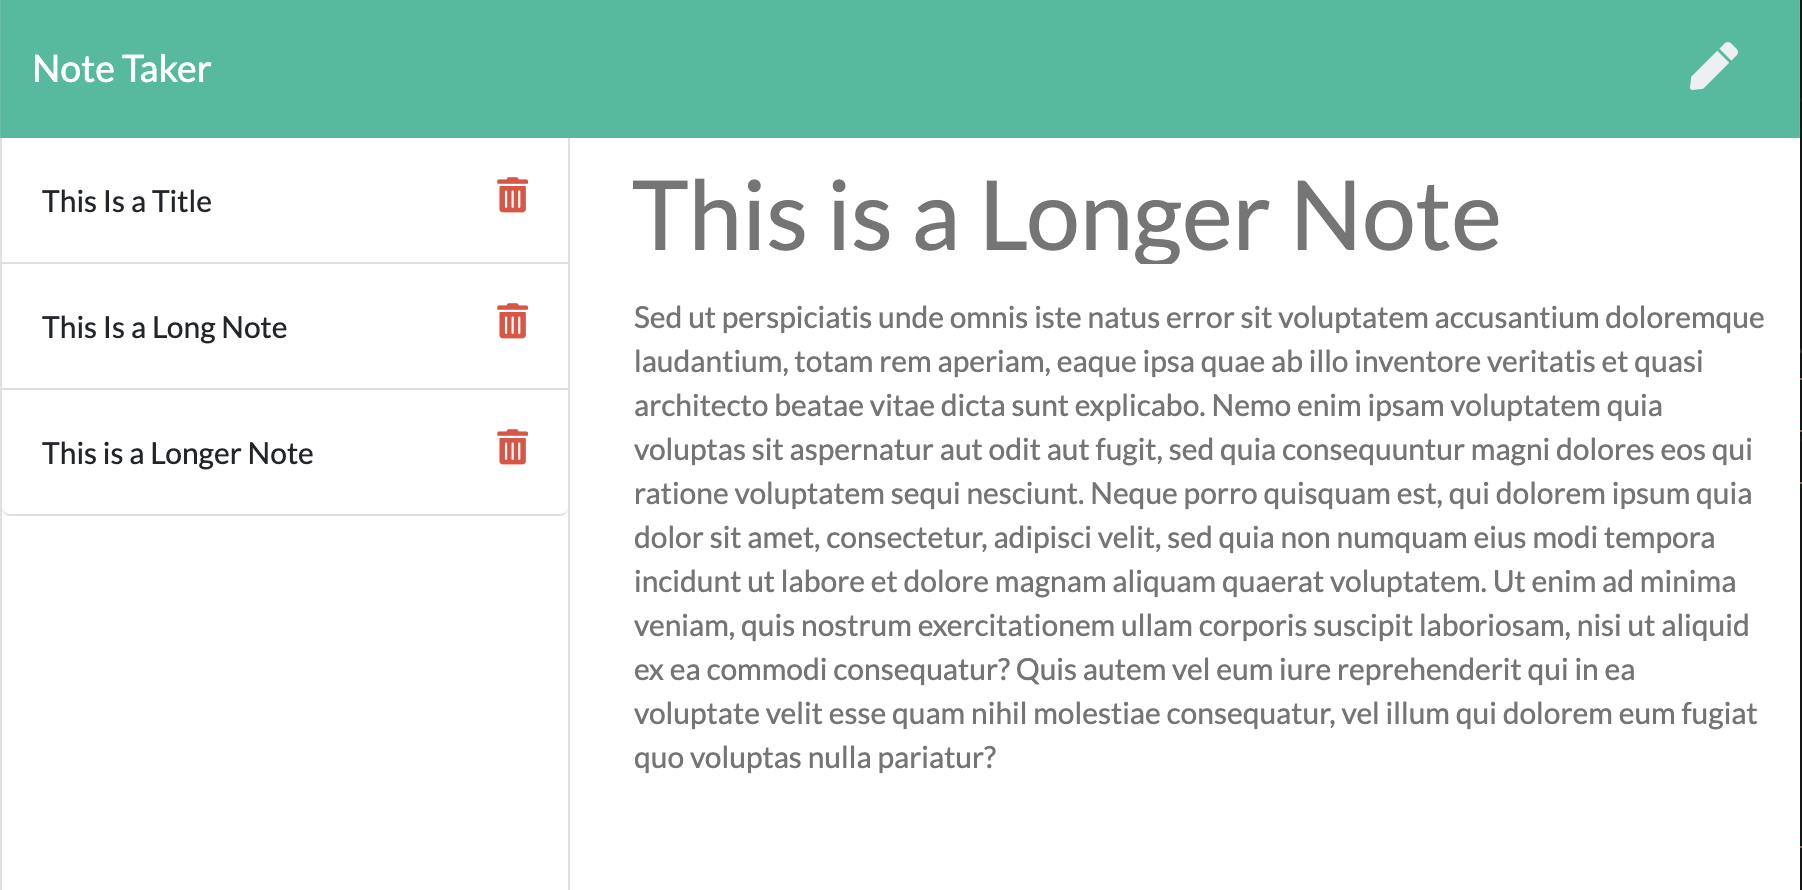 Note Taker
This Is a Title
This Is a Long Note
This is a Longer Note
This is a Longer Note
Sed ut perspiciatis unde omnis iste natus error sit voluptatem accusantium doloremque
laudantium, totam rem aperiam, eaque ipsa quae ab illo inventore veritatis et quasi
architecto beatae vitae dicta sunt explicabo. Nemo enim ipsam voluptatem quia
voluptas sit aspernatur aut odit aut fugit, sed quia consequuntur magni dolores eos qui
ratione voluptatem sequi nesciunt. Neque porro quisquam est, qui dolorem ipsum quia
dolor sit amet, consectetur, adipisci velit, sed quia non numquam eius modi tempora
incidunt ut labore et dolore magnam aliquam quaerat voluptatem. Ut enim ad minima
veniam, quis nostrum exercitationem ullam corporis suscipit laboriosam, nisi ut aliquid
ex ea commodi consequatur? Quis autem vel eum iure reprehenderit qui in ea
voluptate velit esse quam nihil molestiae consequatur, vel illum qui dolorem eum fugiat
quo voluptas nulla pariatur?